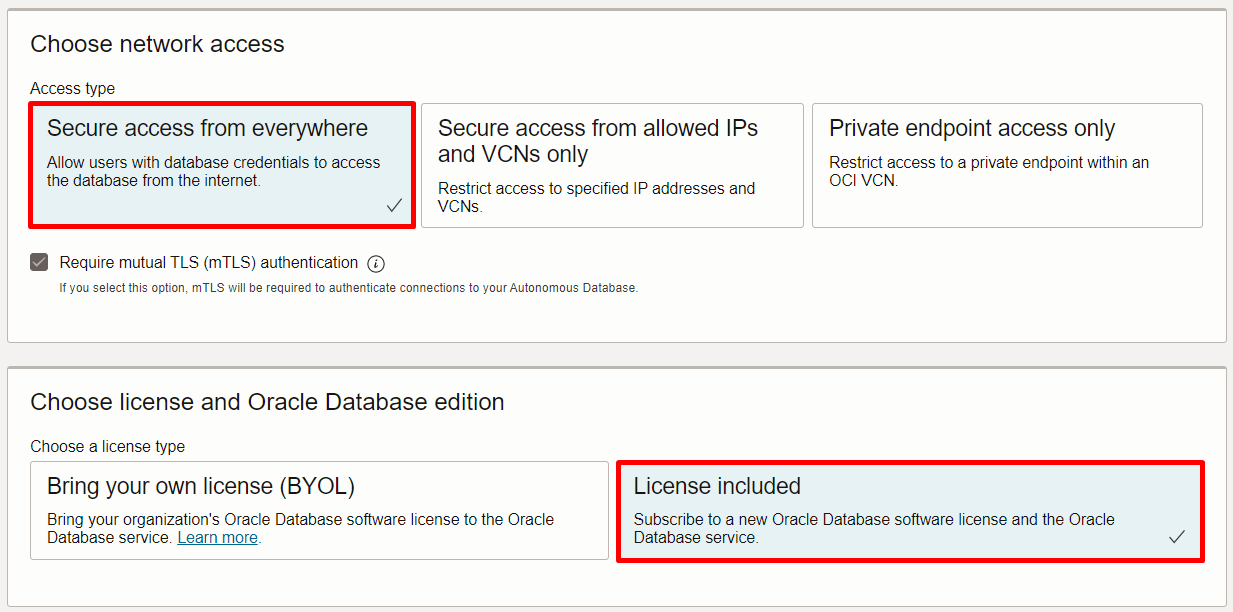 Choose network access
Access type
Secure access from everywhere
Allow users with database credentials to access
the database from the internet.
Secure access from allowed IPs
and VCNs only
Restrict access to specified IP addresses and
VCNs.
Private endpoint access only
Restrict access to a private endpoint within an
OCI VCN.
Require mutual TLS (mTLS) authentication
If you select this option, mTLS will be required to authenticate connections to your Autonomous Database.
Choose license and Oracle Database edition
Choose a license type
Bring your own license (BYOL)
Bring your organization's Oracle Database software license to the Oracle
Database service. Learn more.
License included
Subscribe to a new Oracle Database software license and the Oracle
Database service.